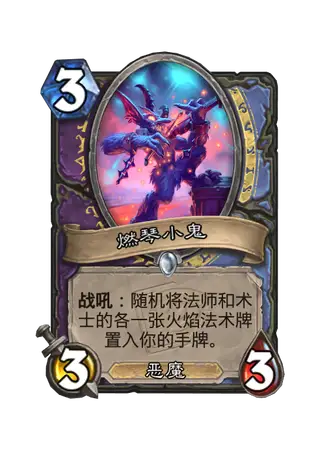 3
燃琴小鬼
战吼：随机将法师和术
士的各一张火焰法术牌
置入你的手牌。
3
恶魔
3